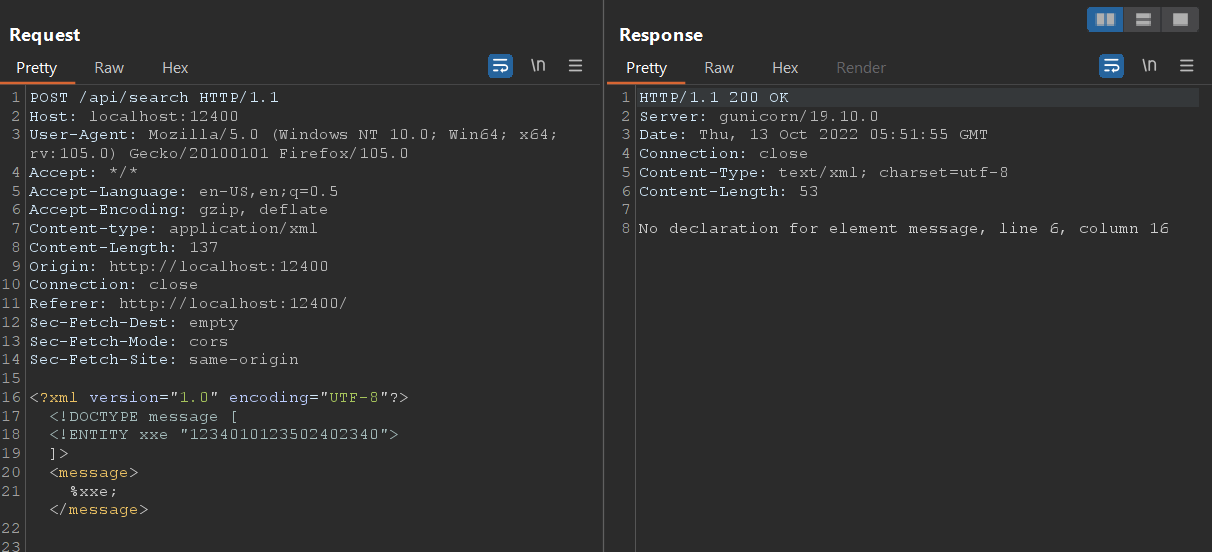 Request
Pretty Raw Hex \n
1 POST /api/search HTTP/1.1
2 Host: localhost:12400
3 User-Agent: Mozilla/5.0 (Windows NT 10.0; Win64; x64;
rv:105.0) Gecko/20100101 Firefox/105.0
4 Accept: */*
5 Accept-Language: en-US,en;q=0.5
6 Accept-Encoding: gzip, deflate
7 Content-type: application/xml
8 Content-Length: 137
9 Origin: http://localhost:12400
10 Connection: close
11 Referer: http://localhost:12400/
12 Sec-Fetch-Dest: empty
13 Sec-Fetch-Mode: cors
14 Sec-Fetch-Site: same-origin
15
16 <?xml version="1.0" encoding="UTF-8"?>
17 <!DOCTYPE message [
18 <!ENTITY xxe "1234010123502402340">
19 ]>
20 <message>
21 %xxe;
</message>
22
23
Response
Pretty Raw Hex Render \n
1 HTTP/1.1 200 OK
2 Server: gunicorn/19.10.0
3 Date: Thu, 13 Oct 2022 05:51:55 GMT
4 Connection: close
5 Content-Type: text/xml; charset=utf-8
6 Content-Length: 53
7
8 No declaration for element message, line 6, column 16